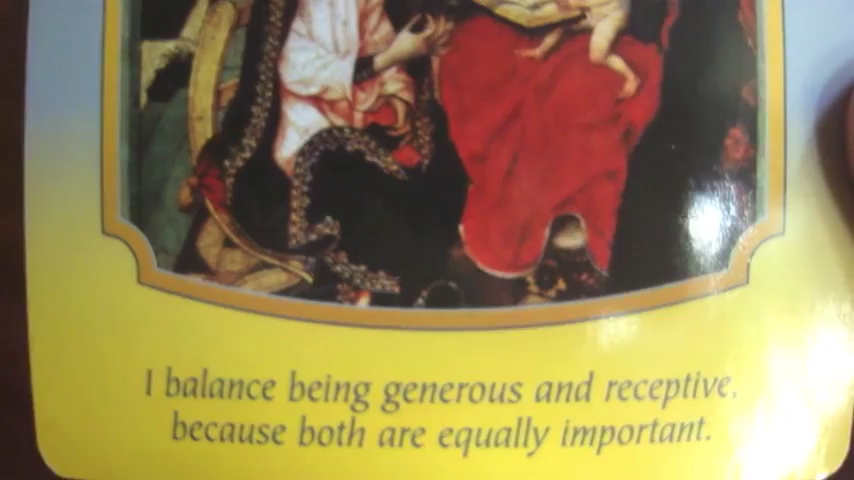 I balance being generous and receptive,
because both are equally important.